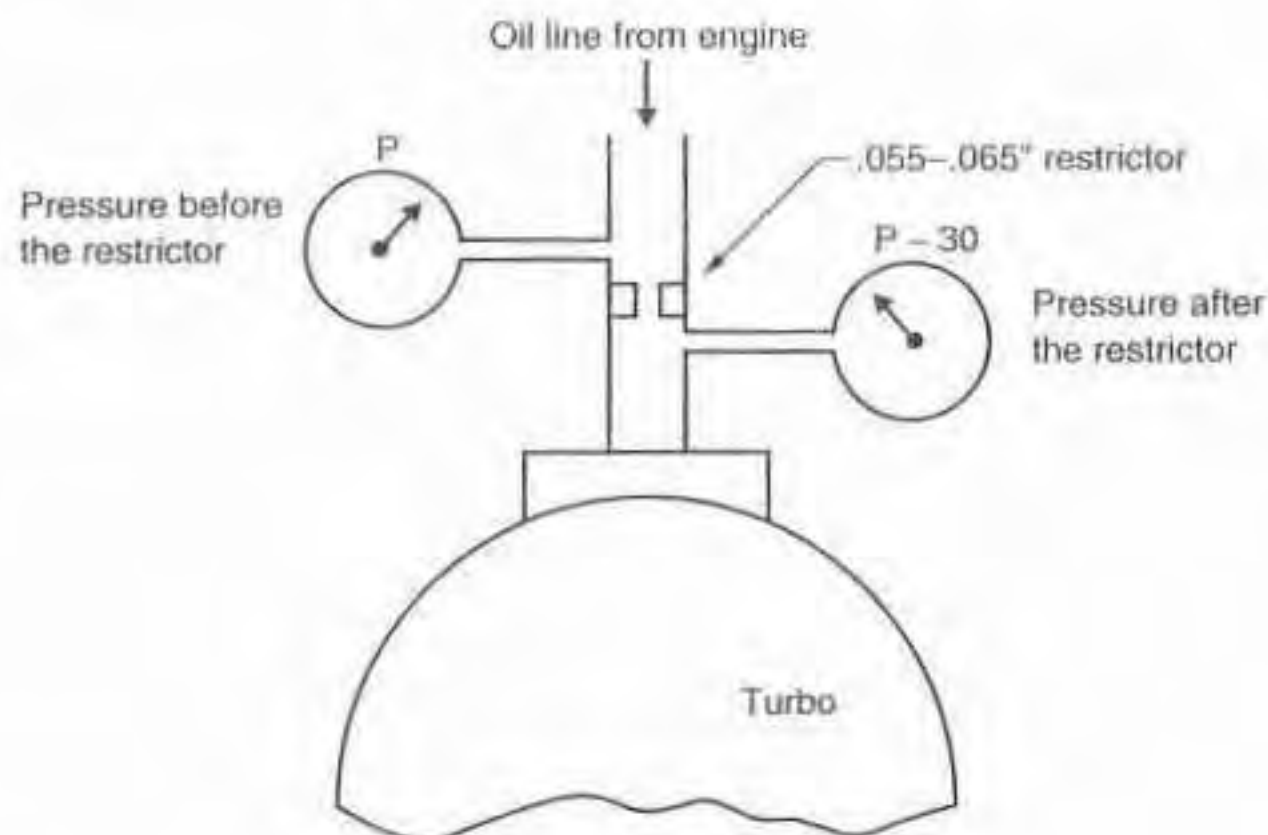 Oil line from engine
P
.055–.065" restrictor
Pressure before
the restrictor
P – 30
Pressure after
the restrictor
Turbo